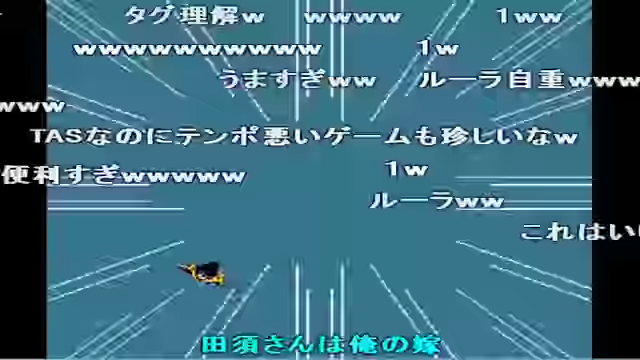 タグ理解w wwwww 1ww
wwwwwwwwwww 1w
うますぎww ルーラ自重www
www
TASなのにテンポ悪いゲームも珍しいなw
便利すぎwwwww 1w
ルーラww
これはい
田須さんは俺の嫁